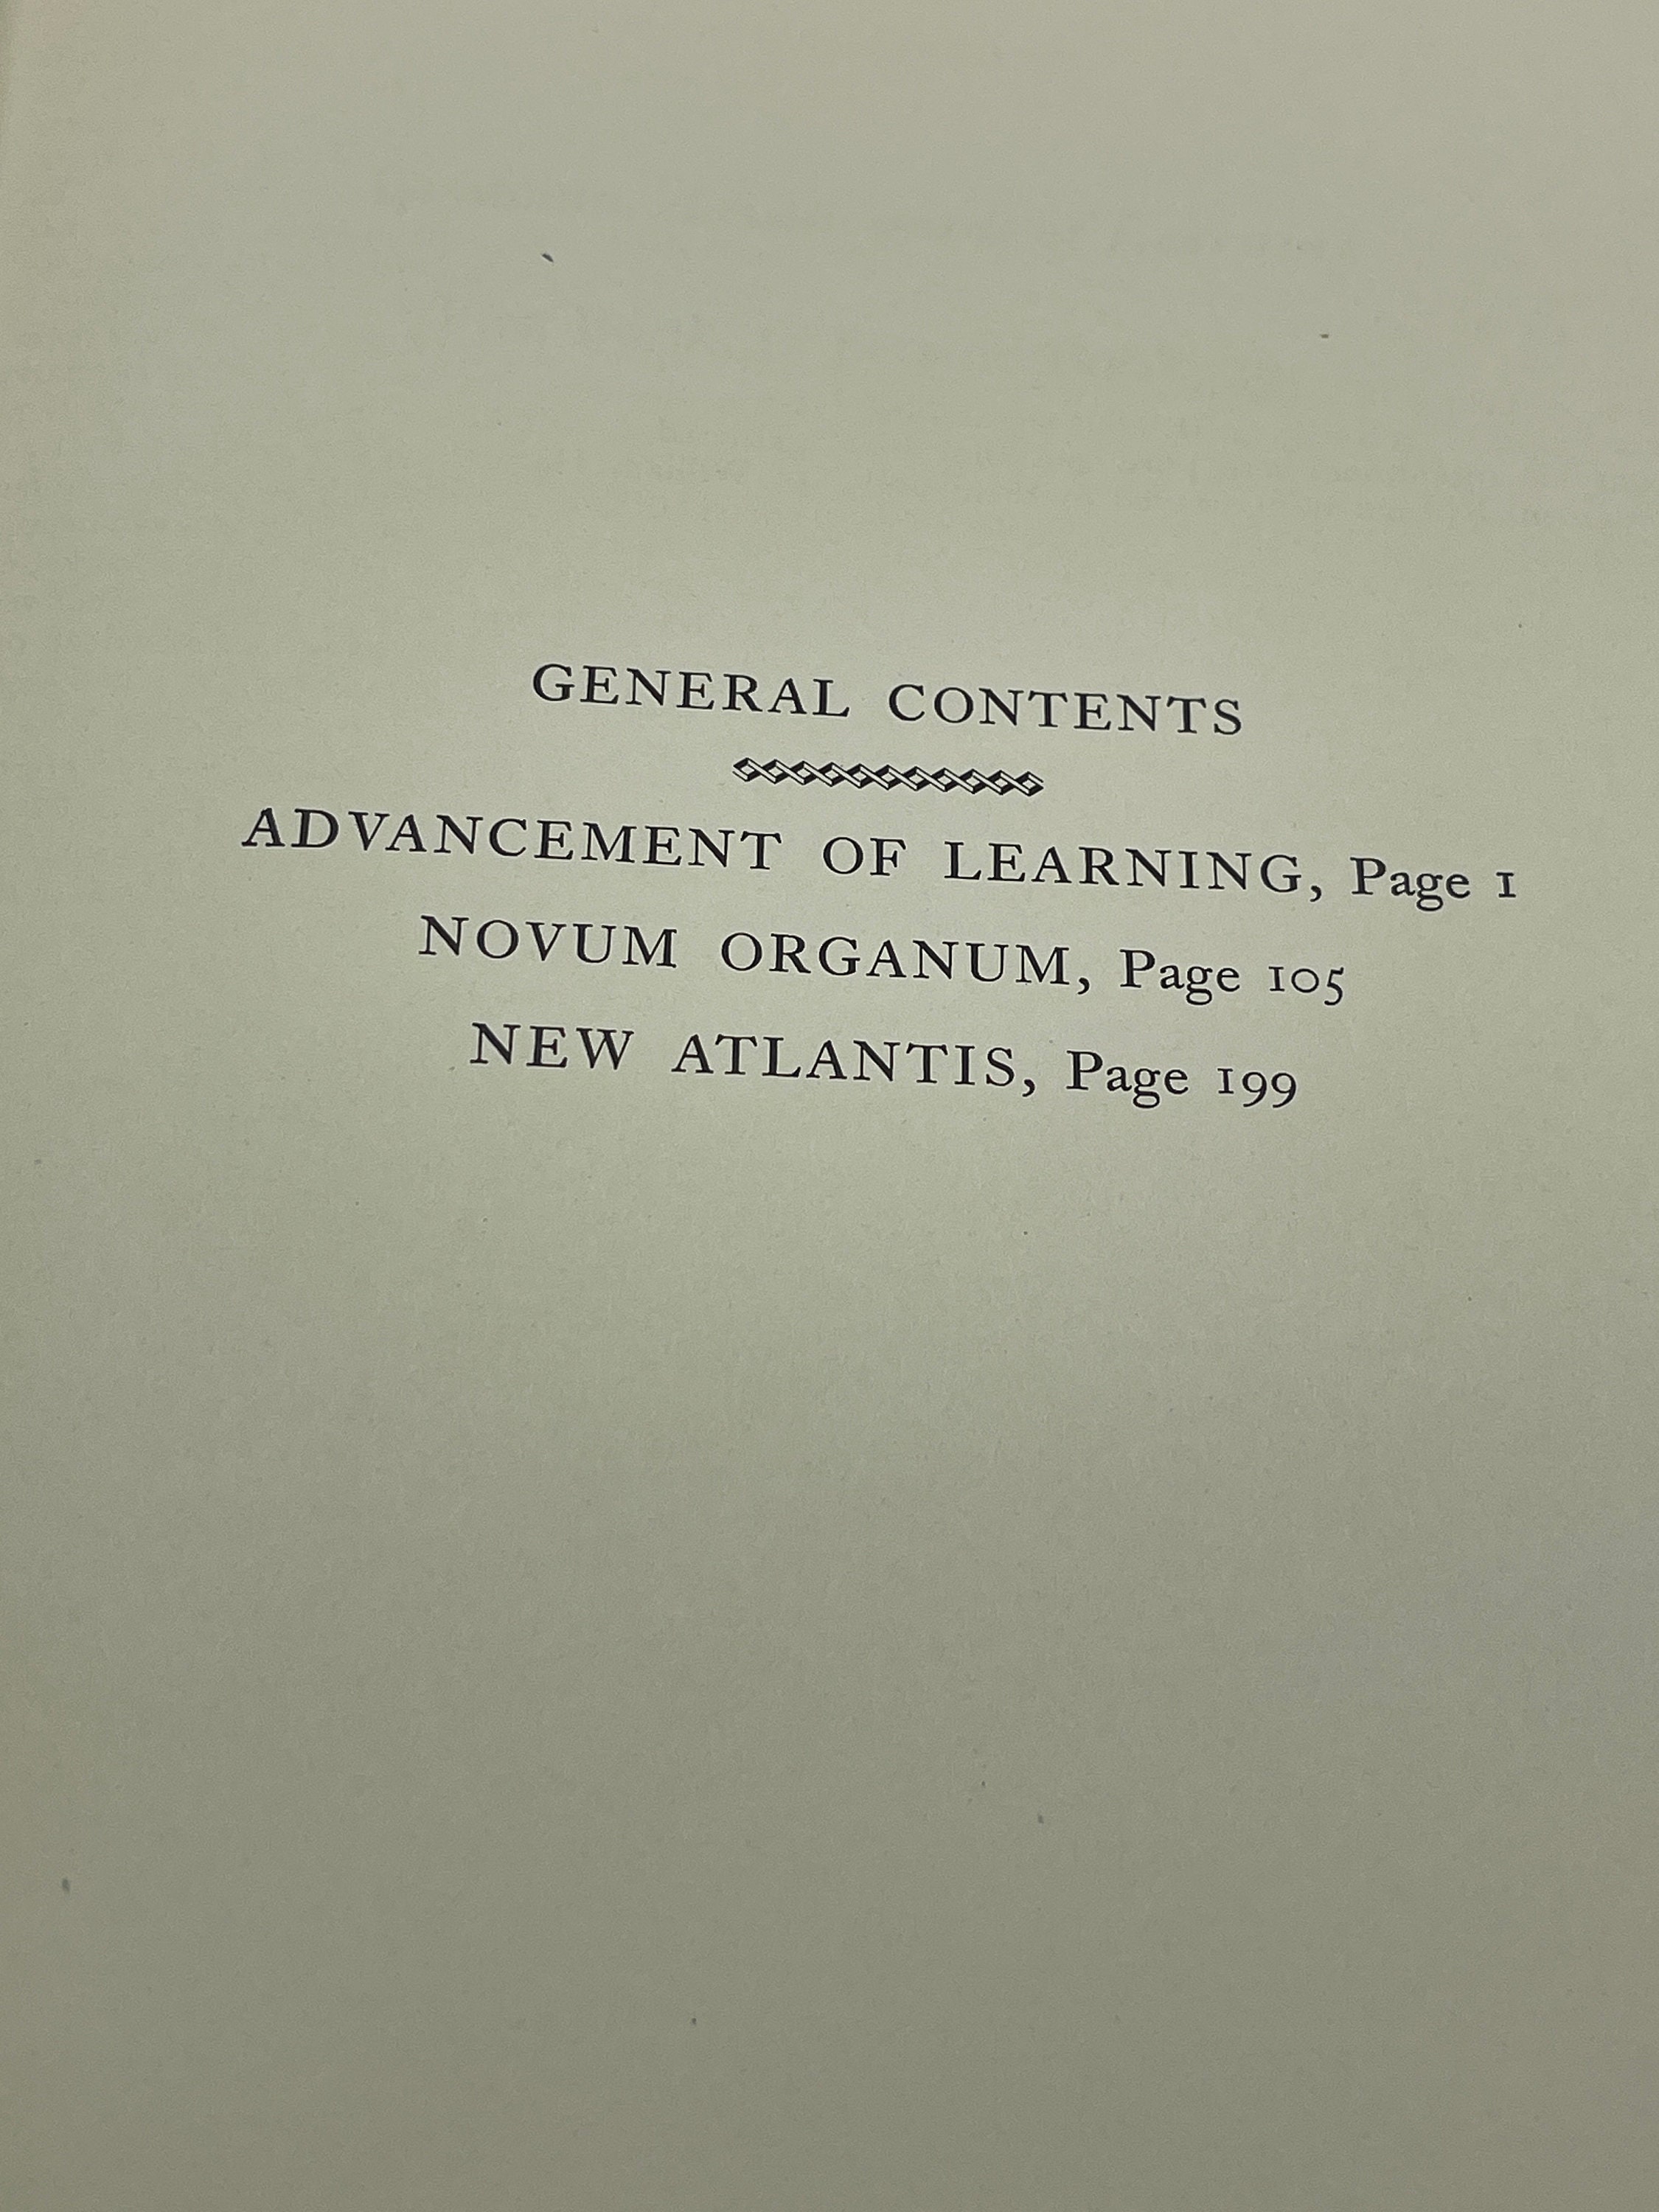 GENERAL CONTENTS
ADVANCEMENT OF LEARNING, Page 1
NOVUM ORGANUM, Page 105
NEW ATLANTIS, Page 199